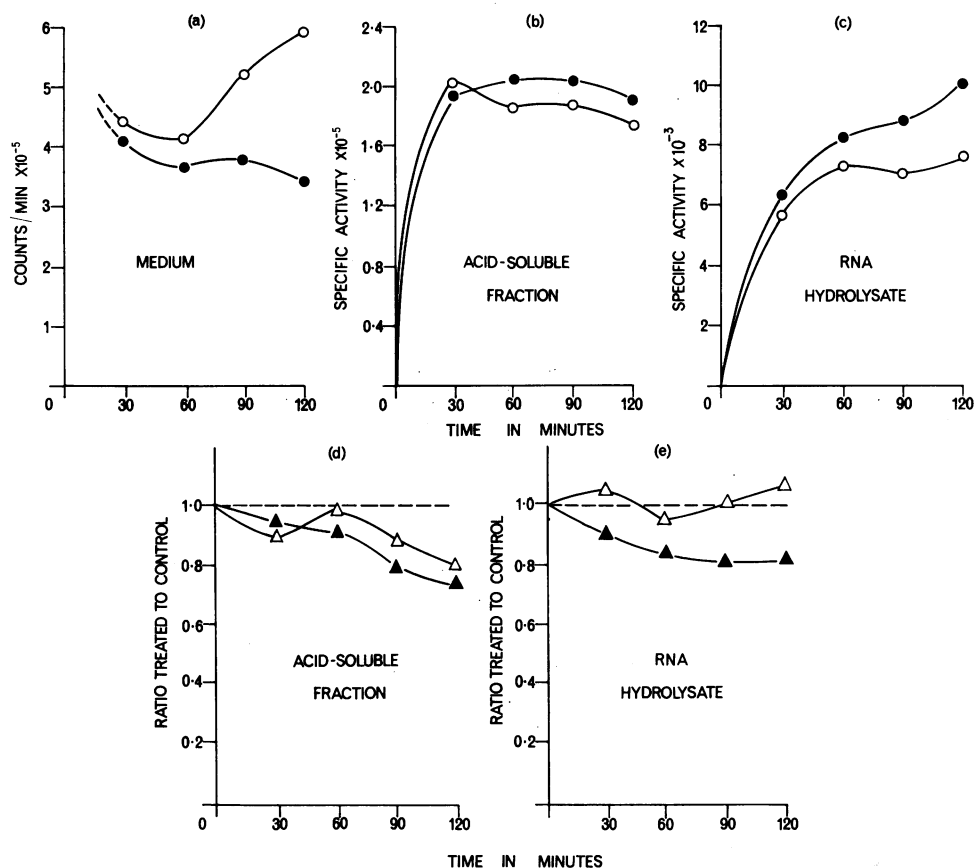 (a)
COUNTS/MIN X10⁻⁵
6
5
4
3
2
1
0
30
60
90
120
MEDIUM
(b)
SPECIFIC ACTIVITY X10⁻⁵
2·4
2·0
1·6
1·2
0·8
0·4
0
30
60
90
120
ACID-SOLUBLE
FRACTION
(c)
SPECIFIC ACTIVITY X10⁻³
12
10
8
6
4
2
0
30
60
90
120
RNA
HYDROLYSATE
TIME IN MINUTES
(d)
RATIO TREATED TO CONTROL
1·0
0·8
0·6
0·4
0·2
0
30
60
90
120
ACID-SOLUBLE
FRACTION
(e)
RATIO TREATED TO CONTROL
1·0
0·8
0·6
0·4
0·2
0
30
60
90
120
RNA
HYDROLYSATE
TIME IN MINUTES